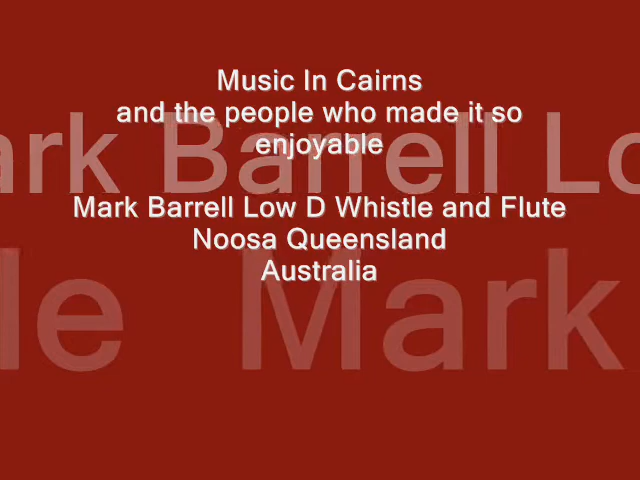 Music In Cairns
and the people who made it so
enjoyable
ark Barrell Lo
Mark Barrell Low D Whistle and Flute
Noosa Queensland
Australia
le Mark